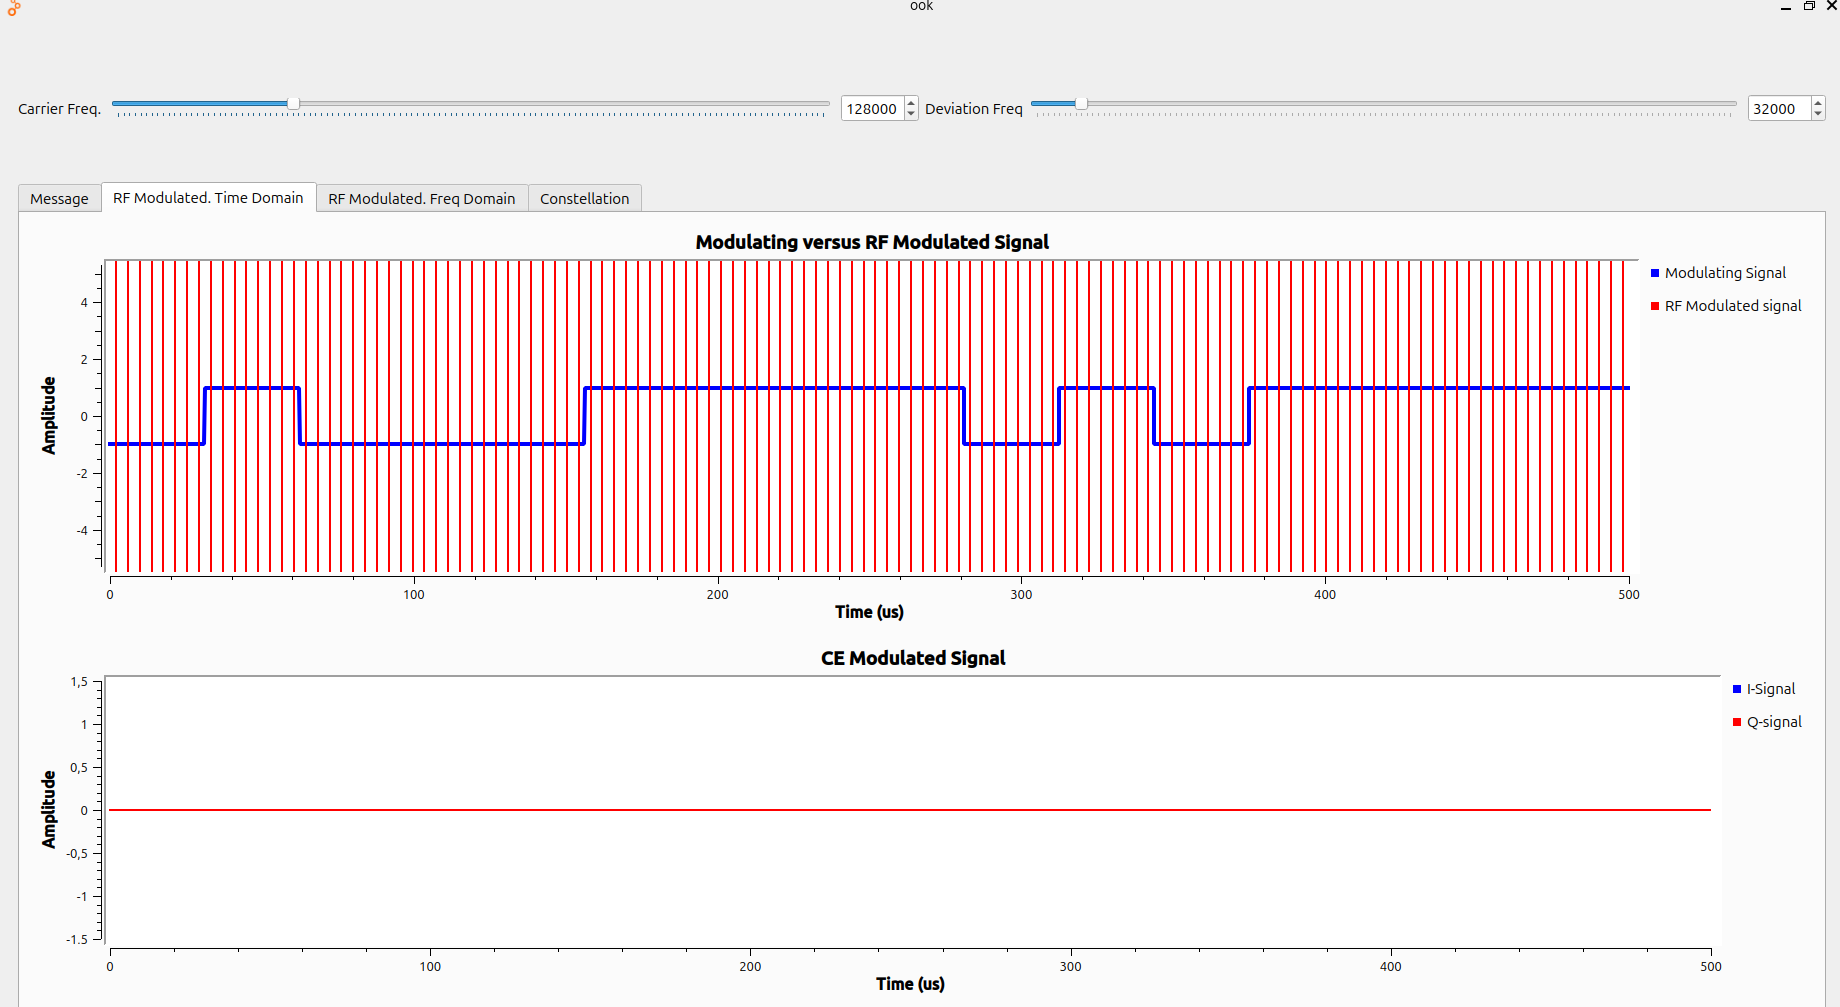 ook
Carrier Freq. 128000 Deviation Freq 32000
Message RF Modulated. Time Domain RF Modulated. Freq Domain Constellation
Modulating versus RF Modulated Signal
Modulating Signal
RF Modulated signal
Amplitude
4
2
0
-2
-4
0 100 200 300 400 500
Time (us)
CE Modulated Signal
I-Signal
Q-signal
Amplitude
1,5
1
0,5
0
-0,5
-1
-1.5
0 100 200 300 400 500
Time (us)